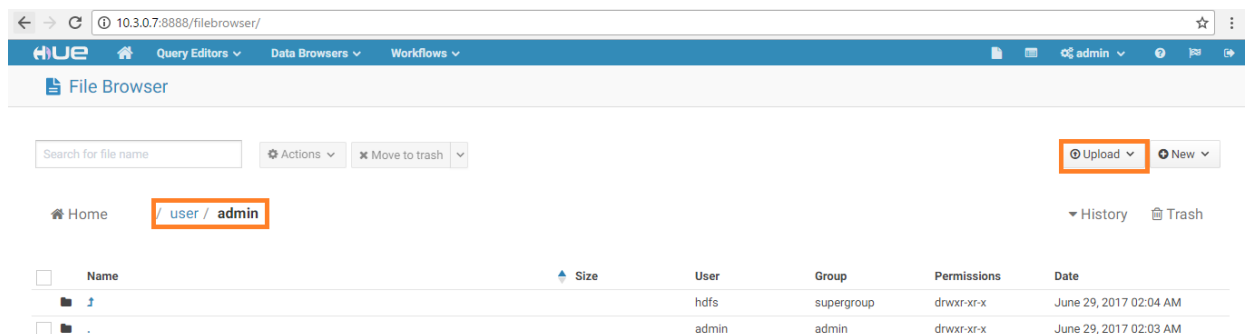 10.3.0.7:8888/filebrowser/
HUE Query Editors Data Browsers Workflows admin
File Browser
Search for file name Actions Move to trash Upload New
Home / user / admin History Trash
Name Size User Group Permissions Date
hdfs supergroup drwxr-xr-x June 29, 2017 02:04 AM
. admin admin drwxr-xr-x June 29, 2017 02:03 AM